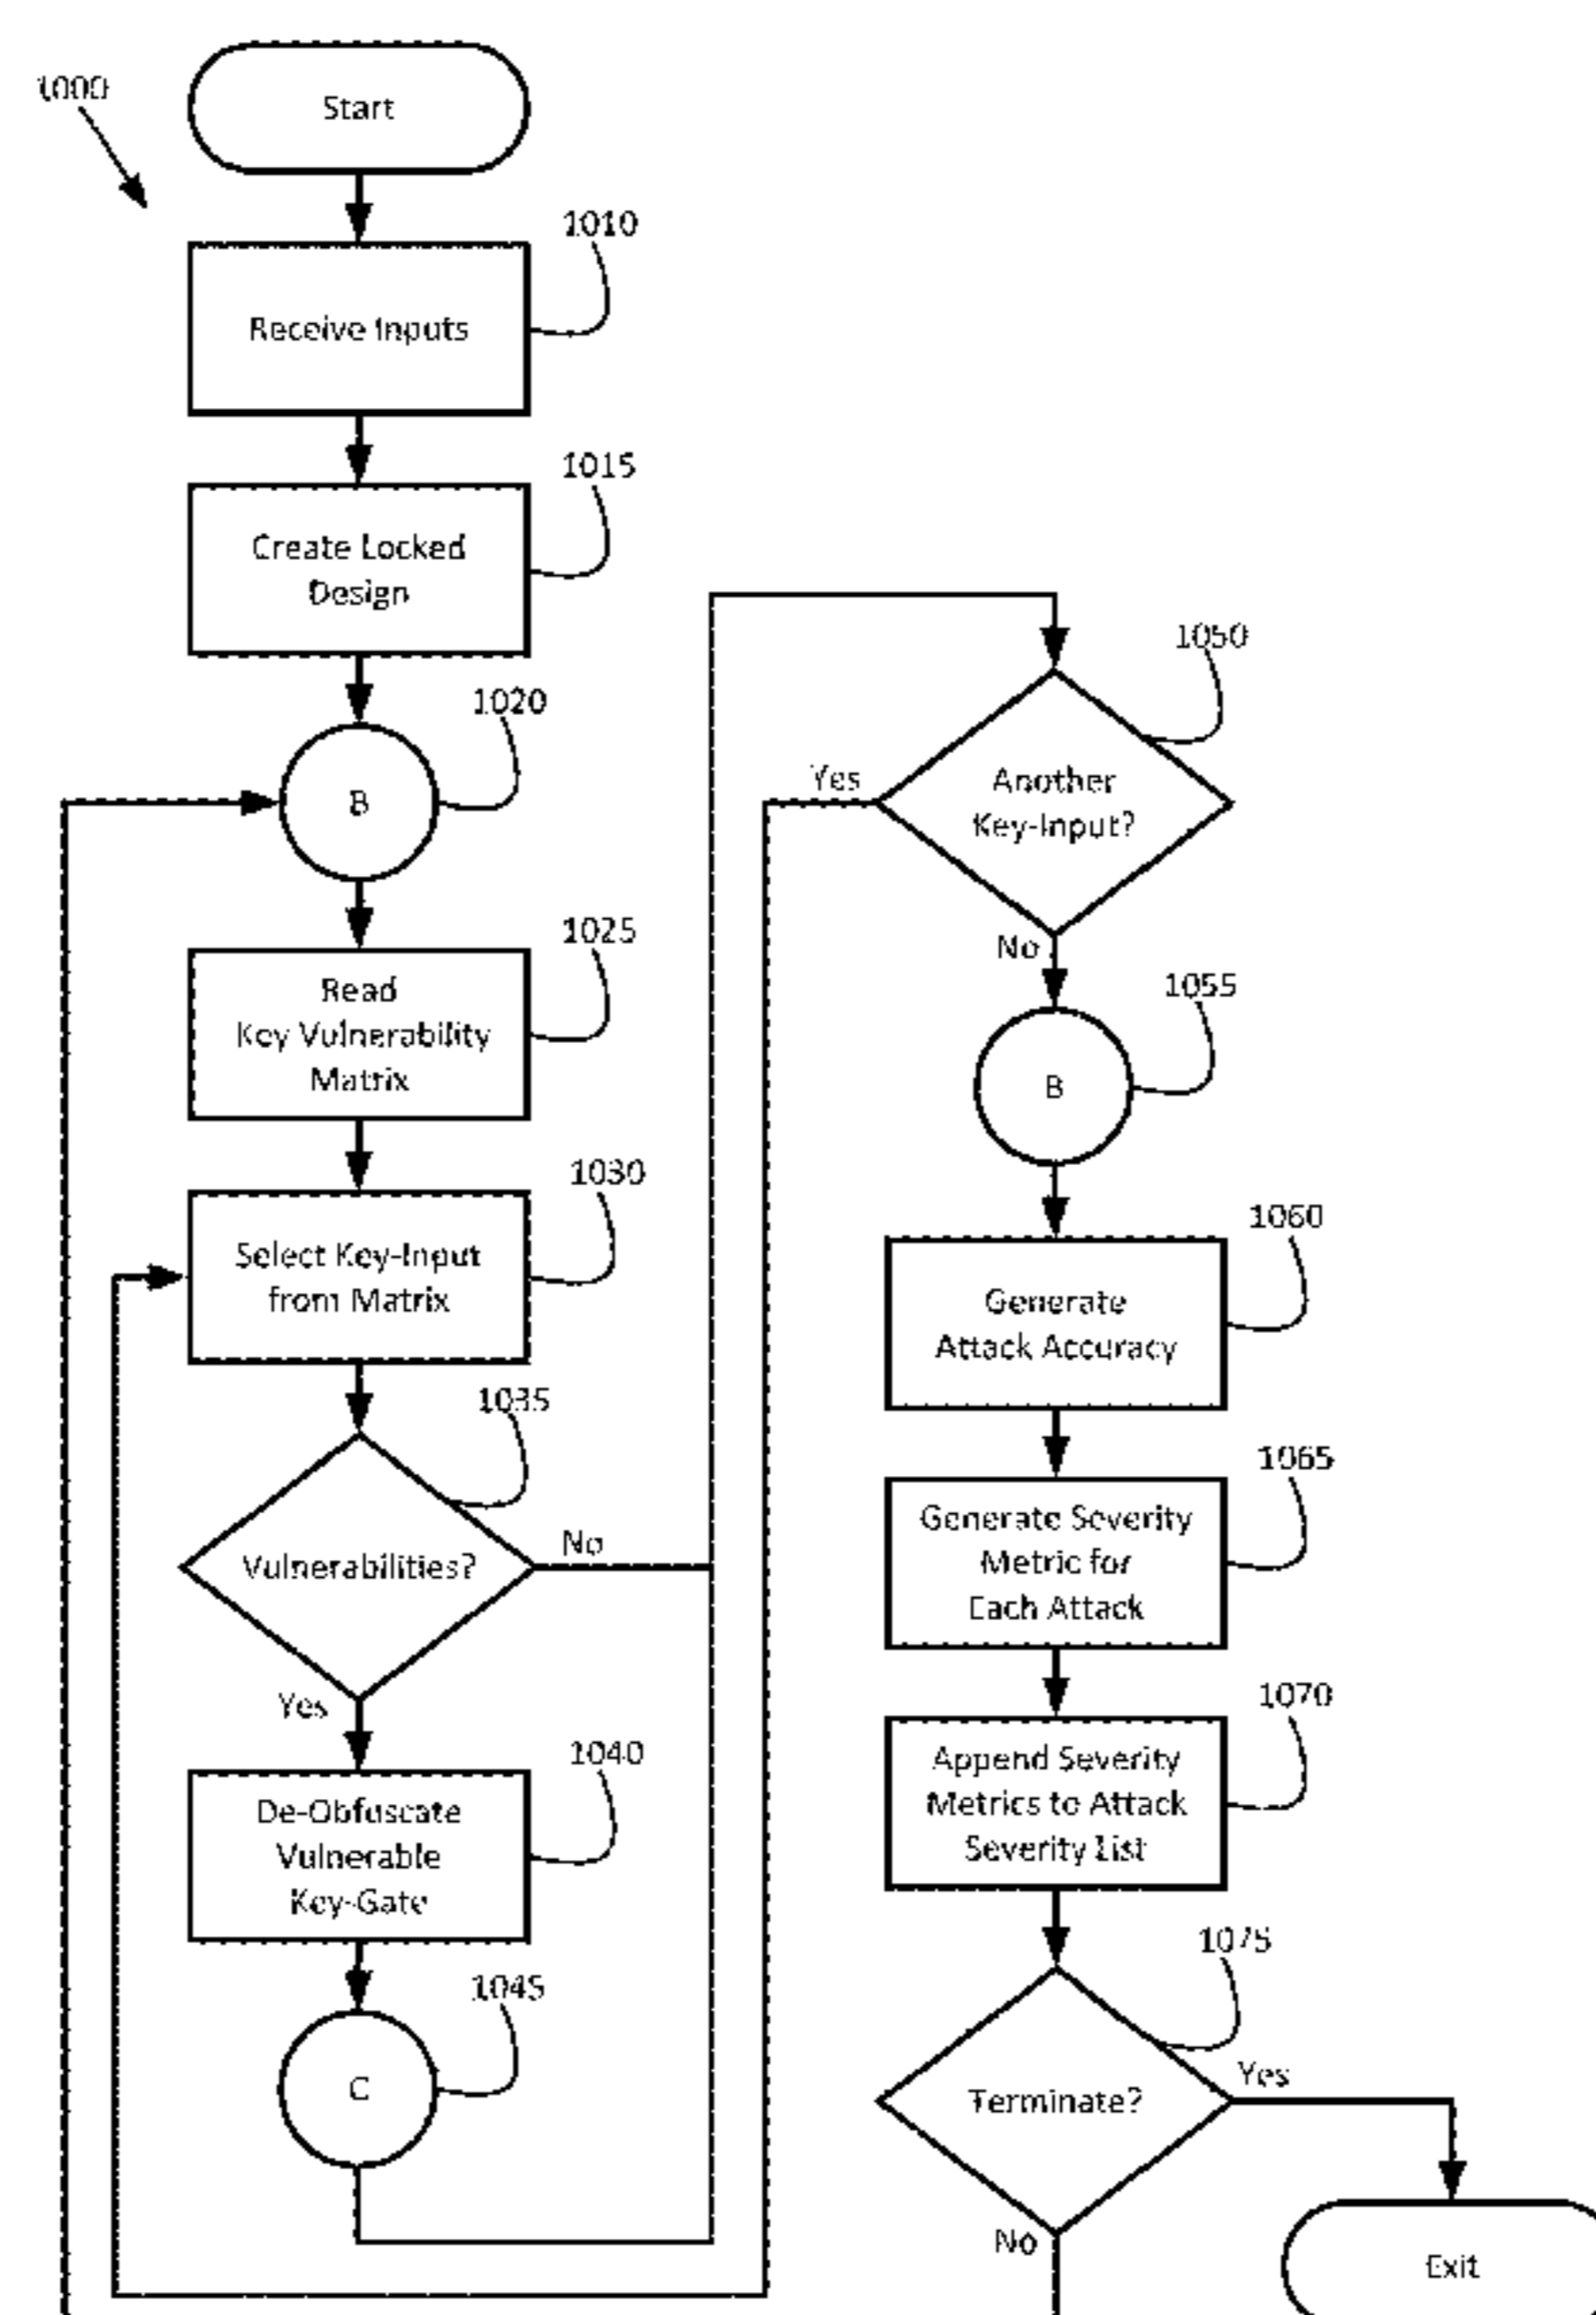 1000
Start
1010
Receive Inputs
1015
Create Locked
Design
1020
B
1025
Read
Key Vulnerability
Matrix
1030
Select Key-Input
from Matrix
1035
Vulnerabilities?
No
Yes
1040
De-Obfuscate
Vulnerable
Key-Gate
1045
C
1050
Another
Key-Input?
Yes
No
1055
B
1060
Generate
Attack Accuracy
1065
Generate Severity
Metric for
Each Attack
1070
Append Severity
Metrics to Attack
Severity List
1075
Terminate?
Yes
No
Exit